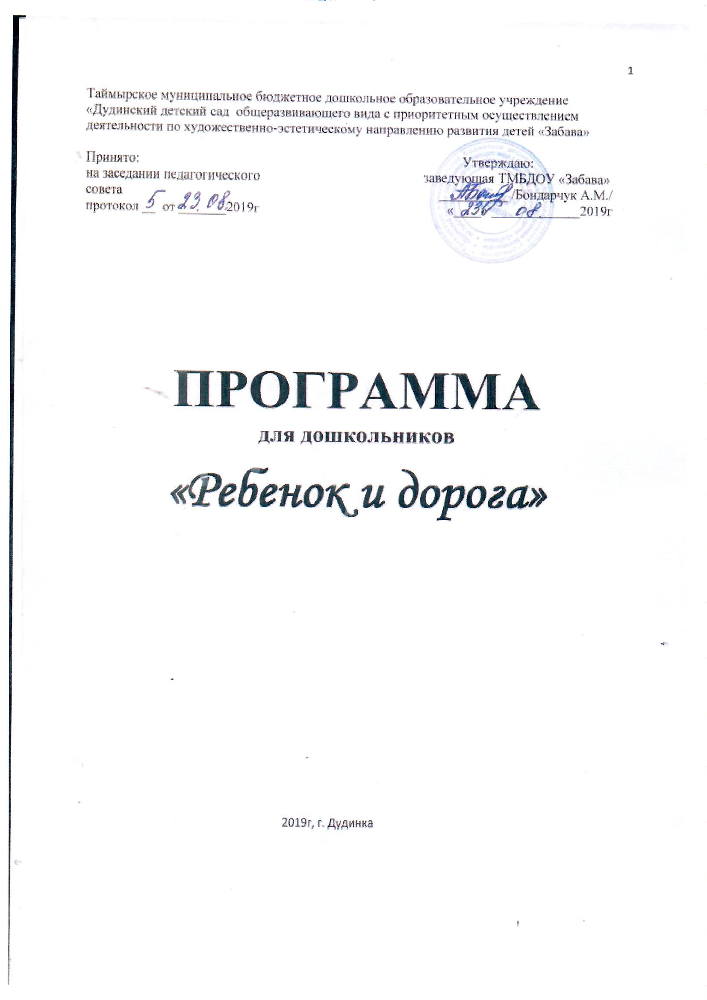 1
Таймырское муниципальное бюджетное дошкольное образовательное учреждение
«Дудинский детский сад общеразвивающего вида с приоритетным осуществлением
деятельности по художественно-эстетическому направлению развития детей «Забава»
Принято:
на заседании педагогического
совета
протокол 5 от 23.08.2019г
Утверждаю:
заведующая ТМБДОУ «Забава»
/Бондарчук А.М./
«23» 08. 2019г
ПРОГРАММА
для дошкольников
«Ребенок и дорога»
2019г, г. Дудинка